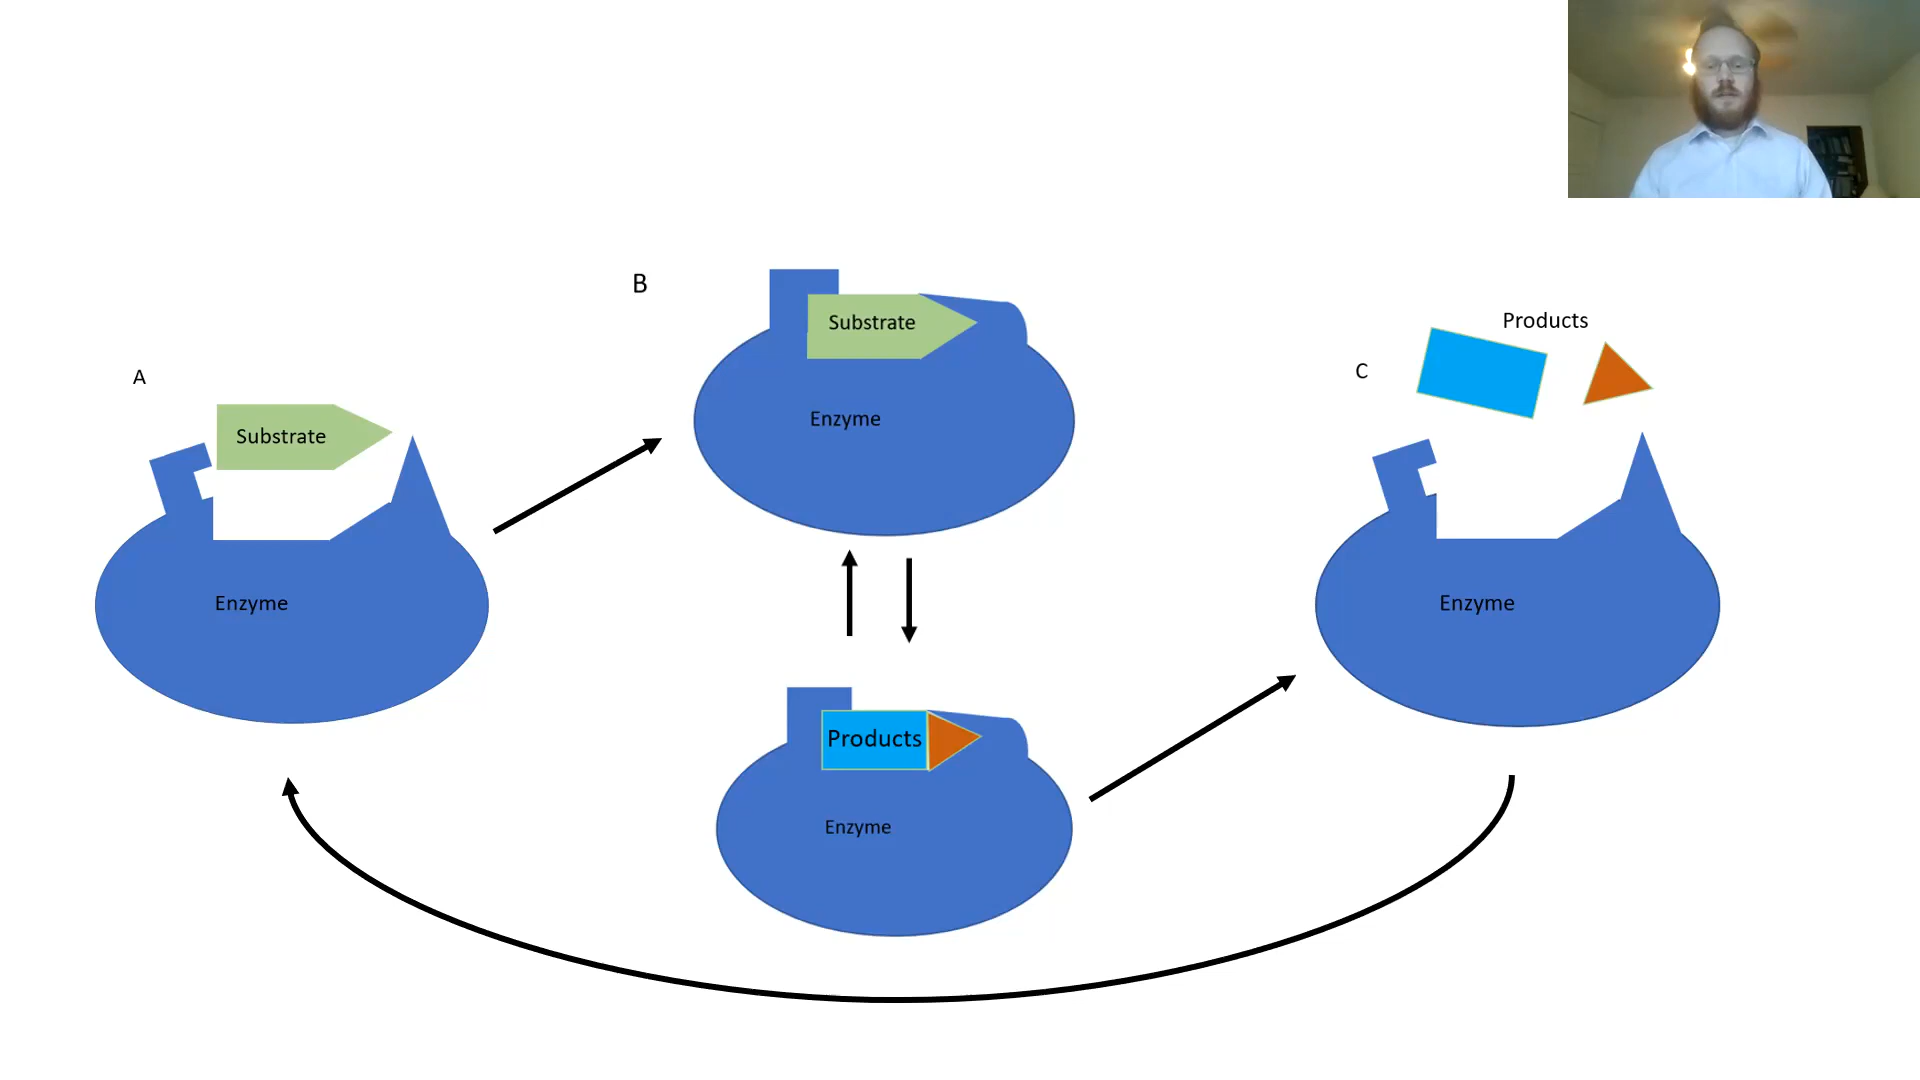 A
Substrate
Enzyme
B
Substrate
Enzyme
Products
Enzyme
C
Products
Enzyme